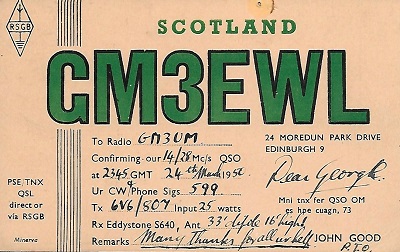 RSGB
SCOTLAND
GM3EWL
To Radio GM3UM
24 MOREDUN PARK DRIVE
EDINBURGH 9
Confirming our 14/28 Mc/s QSO
at 2345 GMT 24th March 1952
Dear George
Ur CW & Phone Sigs 599
PSE/TNX
QSL
direct or
via RSGB
Tx 6V6/807 Input 25 watts
Mni tnx fer QSO OM
es hpe cuagn, 73
Rx Eddystone S640, Ant 33' 16' high
Remarks Many thanks for all ur help
JOHN GOOD
Minerva